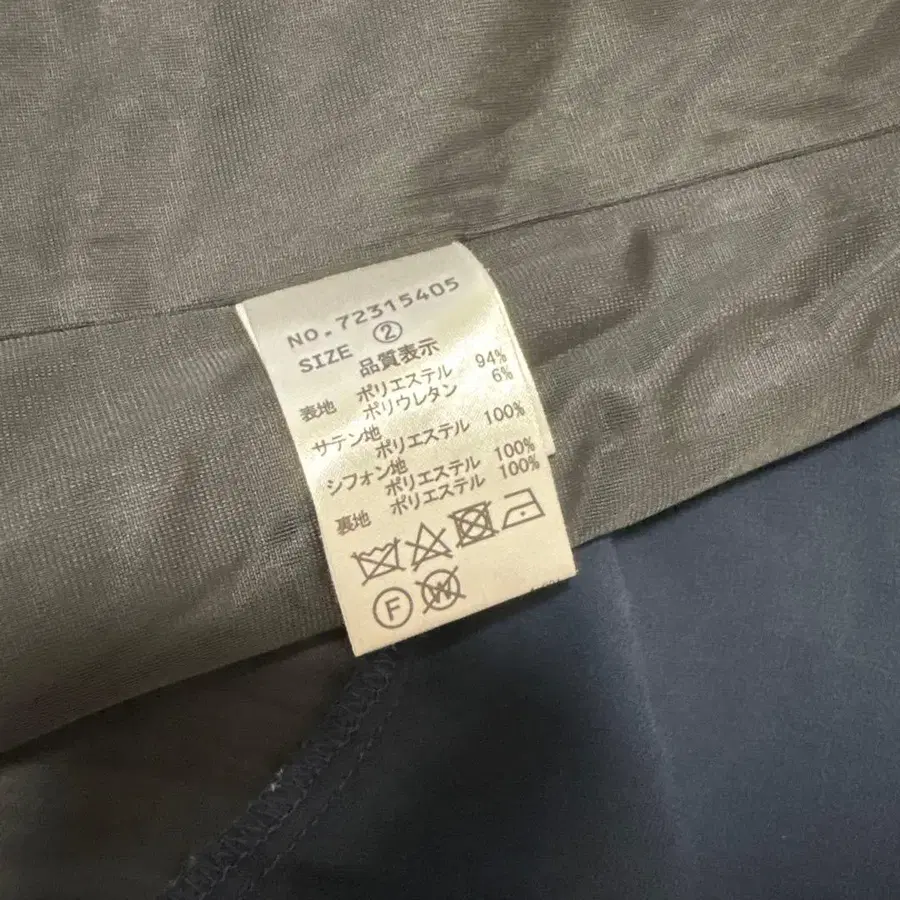 NO.72315405
SIZE ②
品質表示
表地 ポリエステル 94%
ポリウレタン 6%
サテン地
ポリエステル 100%
シフォン地
ポリエステル 100%
裏地 ポリエステル 100%
F W